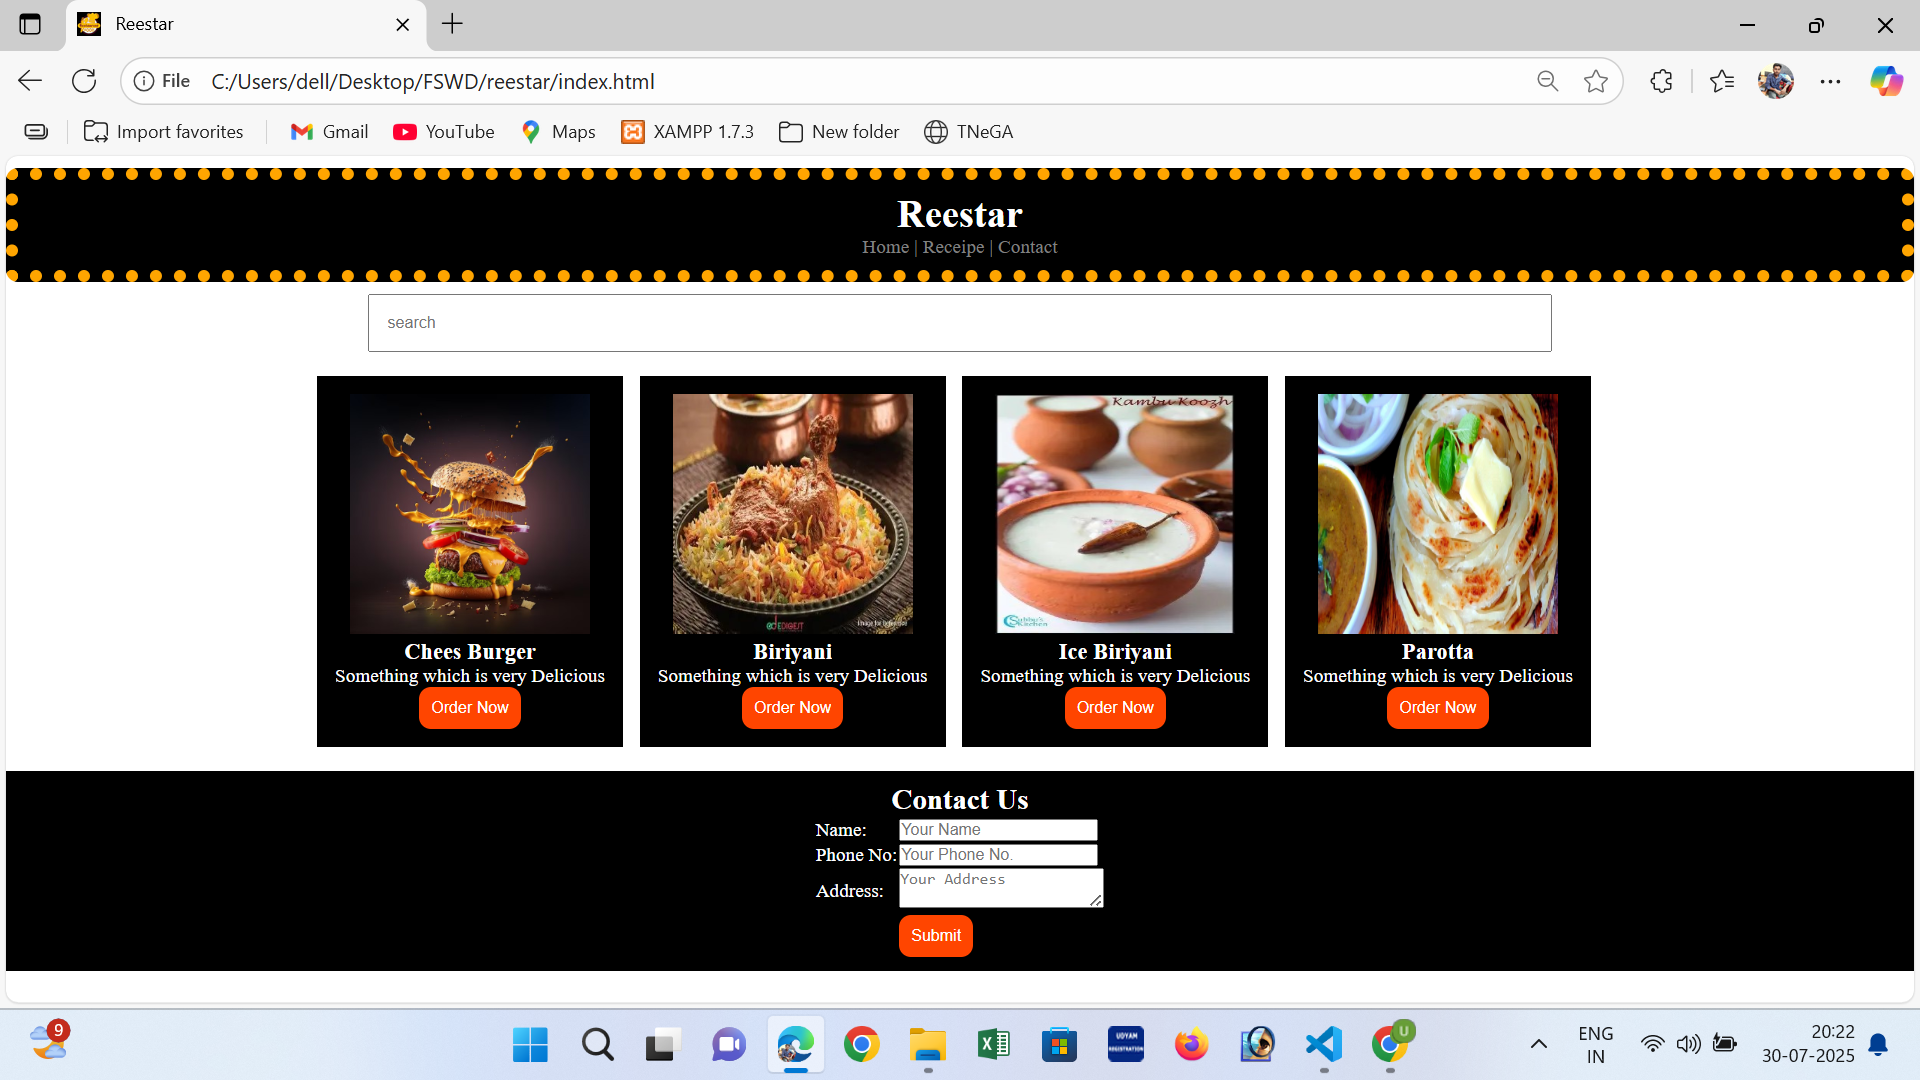 Reestar
File C:/Users/dell/Desktop/FSWD/reestar/index.html
Import favorites Gmail YouTube Maps XAMPP 1.7.3 New folder TNeGA
Reestar
Home | Receipe | Contact
search
Kambu Koozh
Chees Burger
Something which is very Delicious
Order Now
Biriyani
Something which is very Delicious
Order Now
Ice Biriyani
Something which is very Delicious
Order Now
Parotta
Something which is very Delicious
Order Now
Contact Us
Name: Your Name
Phone No: Your Phone No.
Address: Your Address
Submit
9
UDYAM
REGISTRATION
U
ENG
IN
20:22
30-07-2025